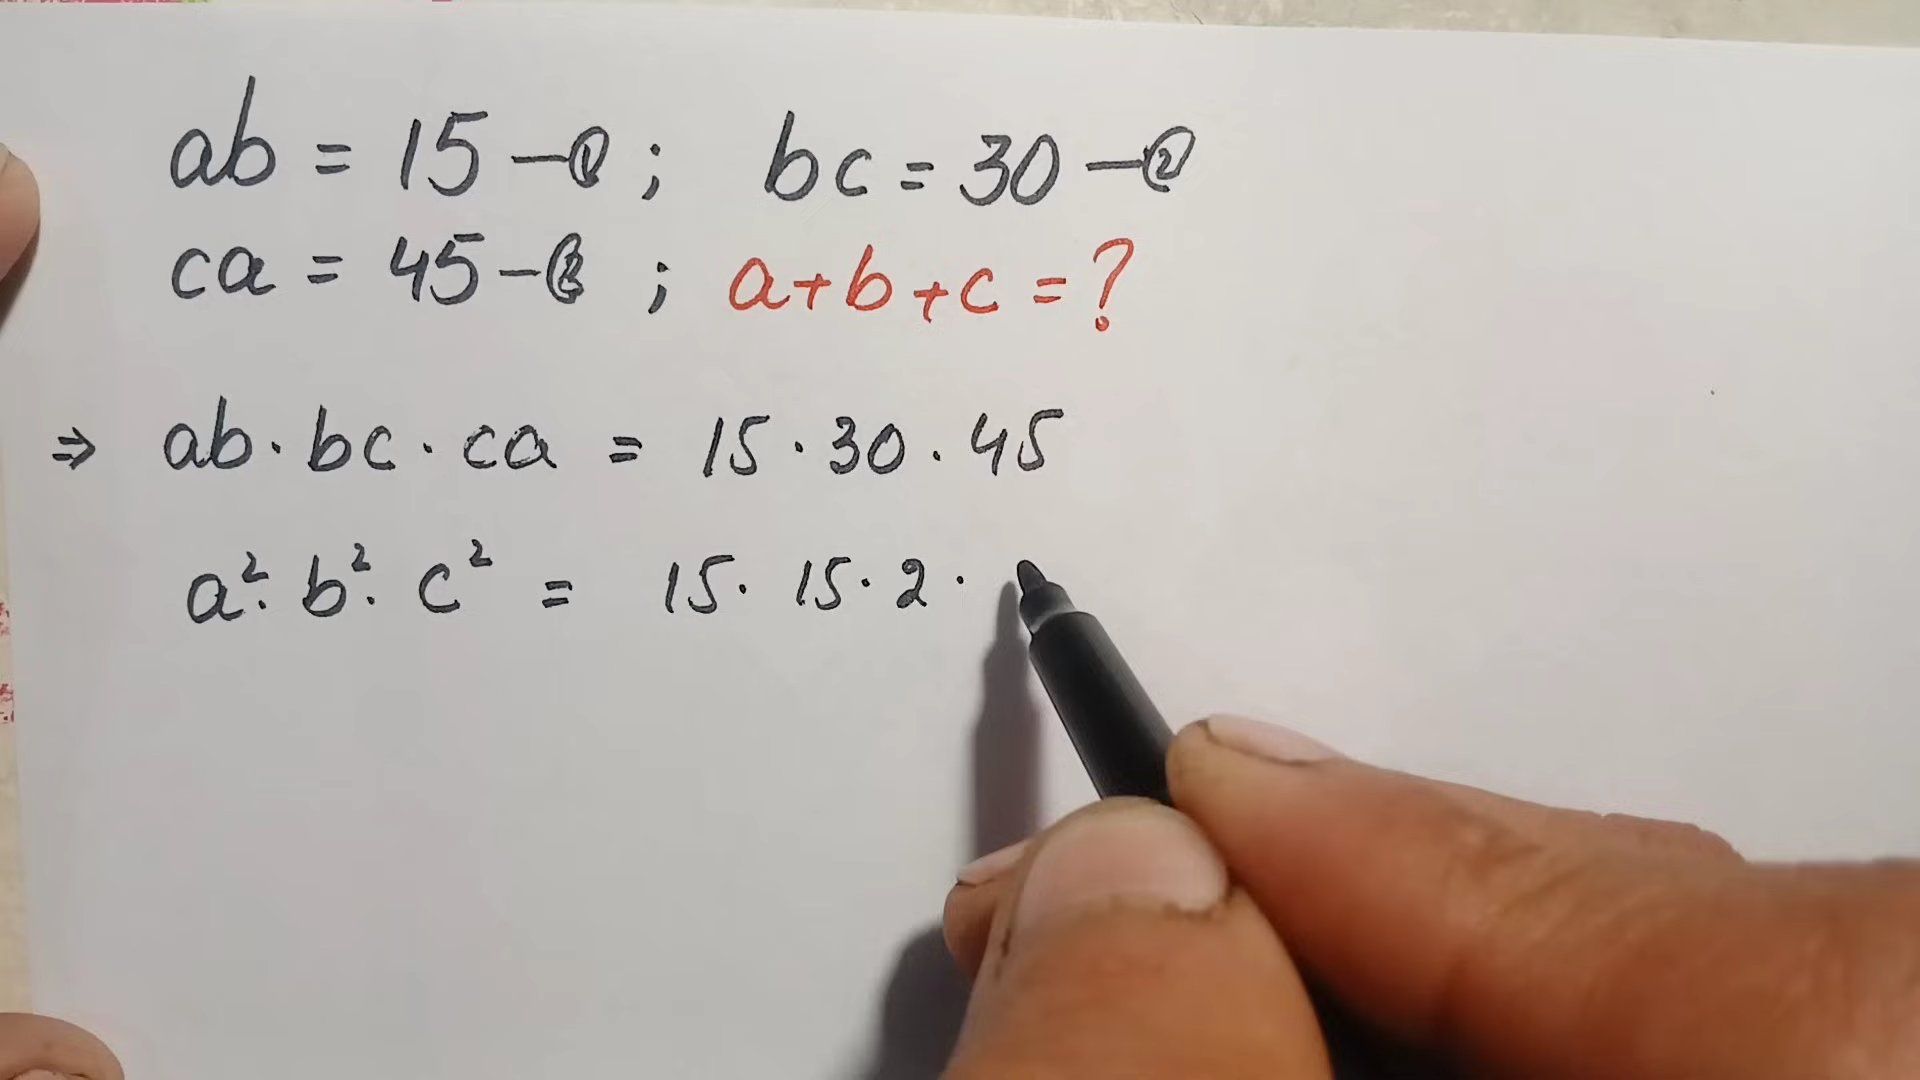 ab = 15 —① ; bc = 30 —②
ca = 45 —③ ; a+b+c = ?
⇒ ab · bc · ca = 15 · 30 · 45
a² · b² · c² = 15 · 15 · 2 ·